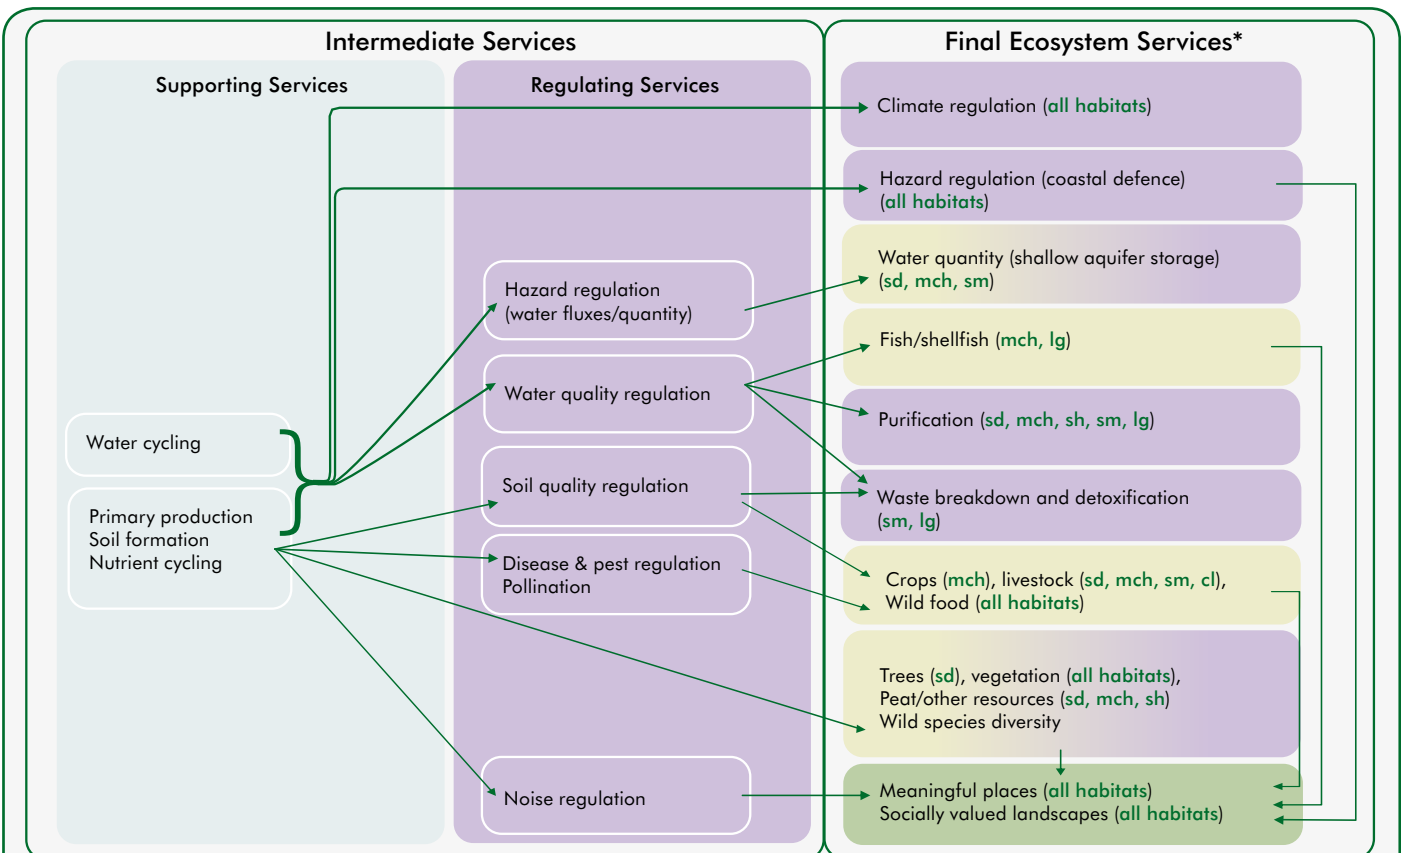 Intermediate Services
Final Ecosystem Services*
Supporting Services
Regulating Services
Water cycling
Primary production
Soil formation
Nutrient cycling
Hazard regulation
(water fluxes/quantity)
Water quality regulation
Soil quality regulation
Disease & pest regulation
Pollination
Noise regulation
Climate regulation (all habitats)
Hazard regulation (coastal defence)
(all habitats)
Water quantity (shallow aquifer storage)
(sd, mch, sm)
Fish/shellfish (mch, lg)
Purification (sd, mch, sh, sm, lg)
Waste breakdown and detoxification
(sm, lg)
Crops (mch), livestock (sd, mch, sm, cl),
Wild food (all habitats)
Trees (sd), vegetation (all habitats),
Peat/other resources (sd, mch, sh)
Wild species diversity
Meaningful places (all habitats)
Socially valued landscapes (all habitats)